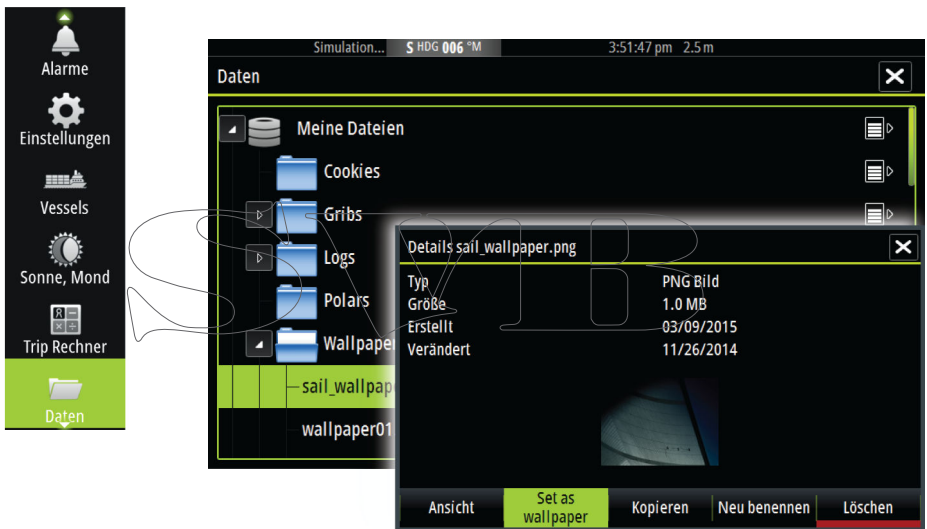 Alarme
Einstellungen
Vessels
Sonne, Mond
Trip Rechner
Daten
Simulation... S HDG 006 °M 3:51:47 pm 2.5 m
Daten
Meine Dateien
Cookies
Gribs
Logs
Polars
Wallpaper
sail_wallpap
wallpaper01
Details sail_wallpaper.png
Typ PNG Bild
Größe 1.0 MB
Erstellt 03/09/2015
Verändert 11/26/2014
Ansicht
Set as
wallpaper
Kopieren
Neu benennen
Löschen